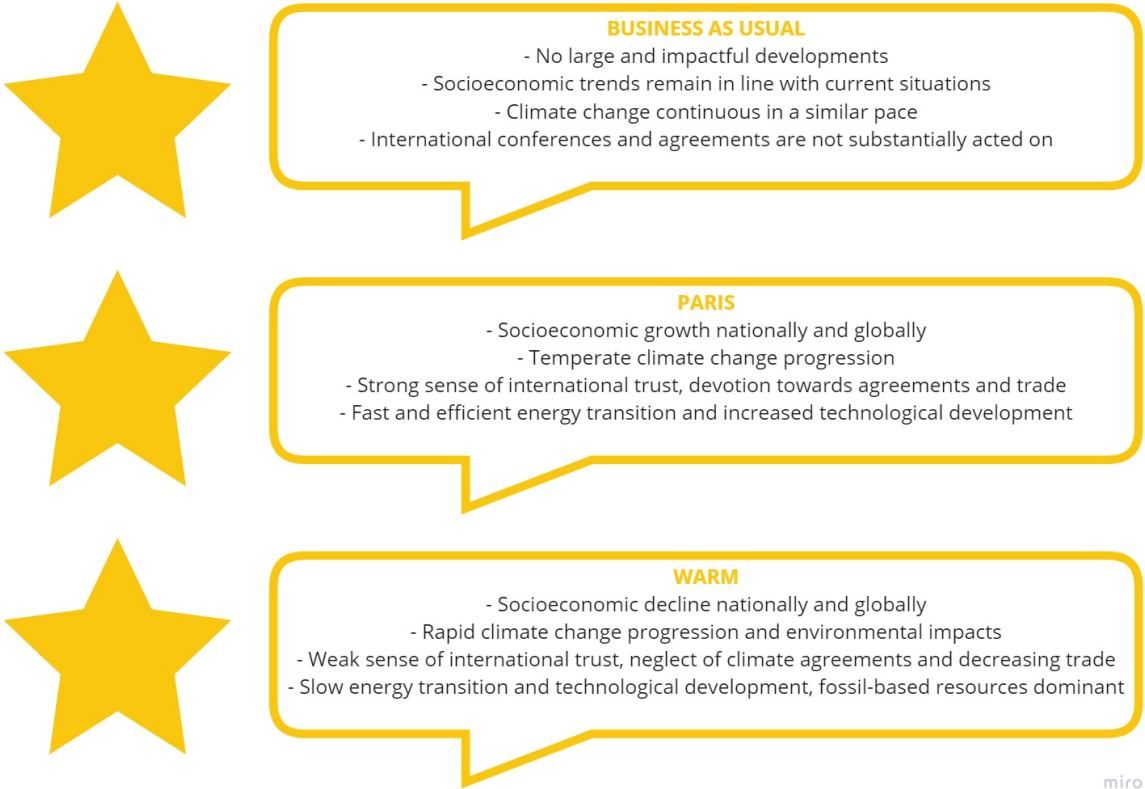 BUSINESS AS USUAL
- No large and impactful developments
- Socioeconomic trends remain in line with current situations
- Climate change continuous in a similar pace
- International conferences and agreements are not substantially acted on
PARIS
- Socioeconomic growth nationally and globally
- Temperate climate change progression
- Strong sense of international trust, devotion towards agreements and trade
- Fast and efficient energy transition and increased technological development
WARM
- Socioeconomic decline nationally and globally
- Rapid climate change progression and environmental impacts
- Weak sense of international trust, neglect of climate agreements and decreasing trade
- Slow energy transition and technological development, fossil-based resources dominant
miro